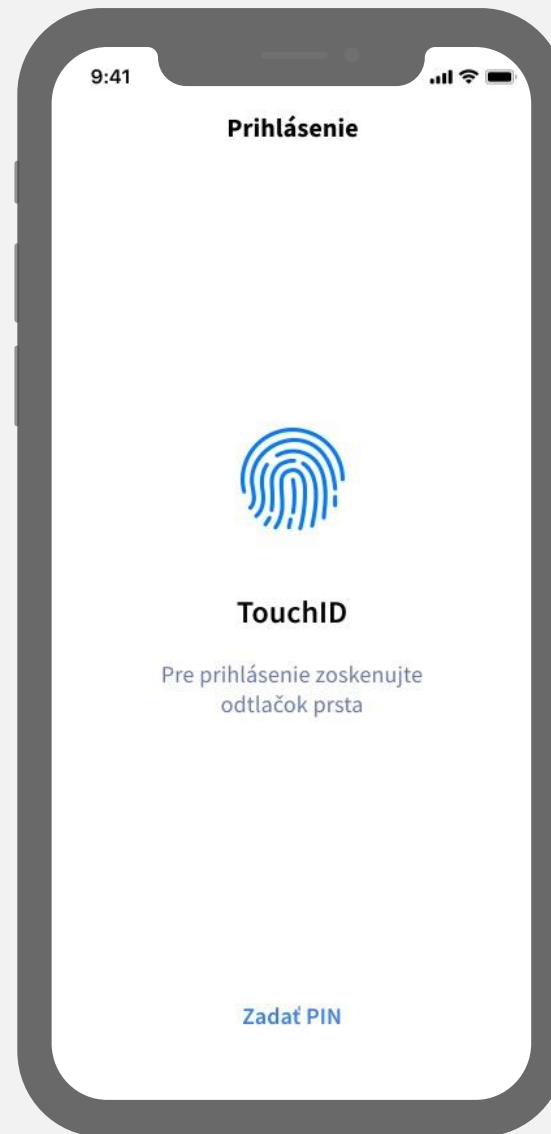 9:41
Prihlásenie
TouchID
Pre prihlásenie zoskenujte
odtlačok prsta
Zadať PIN